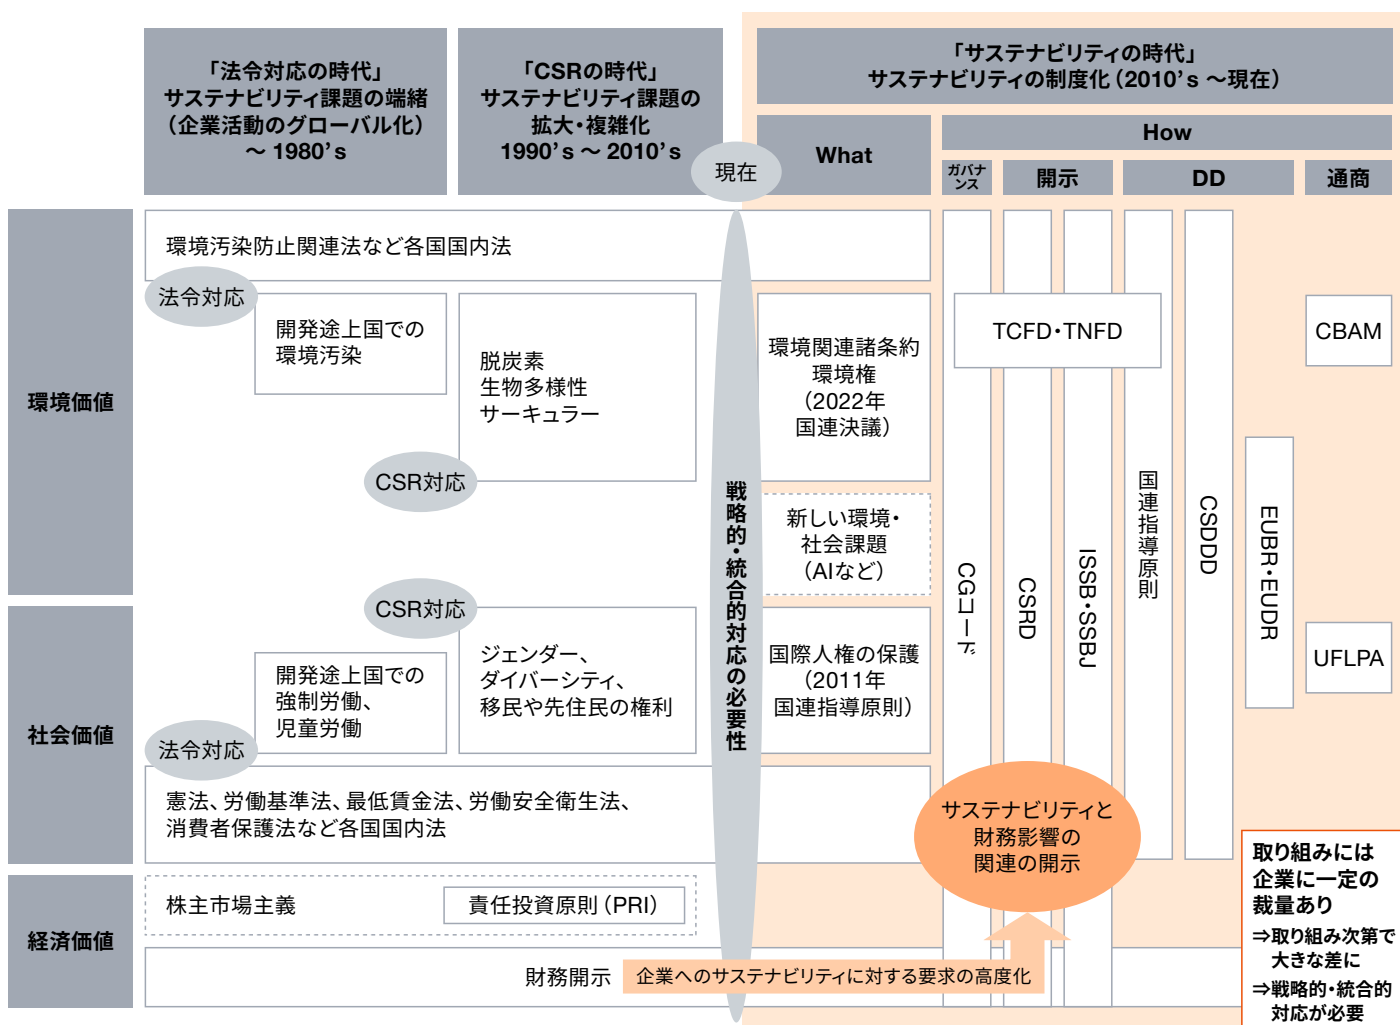 「法令対応の時代」
サステナビリティ課題の端緒
（企業活動のグローバル化）
～ 1980's
「CSRの時代」
サステナビリティ課題の
拡大・複雑化
1990's ～ 2010's
「サステナビリティの時代」
サステナビリティの制度化（2010's ～現在）
現在
What
How
ガバナ
ンス
開示
DD
通商
環境価値
環境汚染防止関連法など各国国内法
法令対応
開発途上国での
環境汚染
脱炭素
生物多様性
サーキュラー
CSR対応
環境関連諸条約
環境権
（2022年
国連決議）
新しい環境・
社会課題
（AIなど）
TCFD・TNFD
CBAM
戦略的・統合的対応の必要性
CGコード
CSRD
ISSB・SSBJ
国連指導原則
CSDDD
EUBR・EUDR
社会価値
CSR対応
開発途上国での
強制労働、
児童労働
法令対応
ジェンダー、
ダイバーシティ、
移民や先住民の権利
国際人権の保護
（2011年
国連指導原則）
UFLPA
憲法、労働基準法、最低賃金法、労働安全衛生法、
消費者保護法など各国国内法
サステナビリティと
財務影響の
関連の開示
経済価値
株主市場主義
責任投資原則（PRI）
財務開示
企業へのサステナビリティに対する要求の高度化
取り組みには
企業に一定の
裁量あり
⇒取り組み次第で
大きな差に
⇒戦略的・統合的
対応が必要